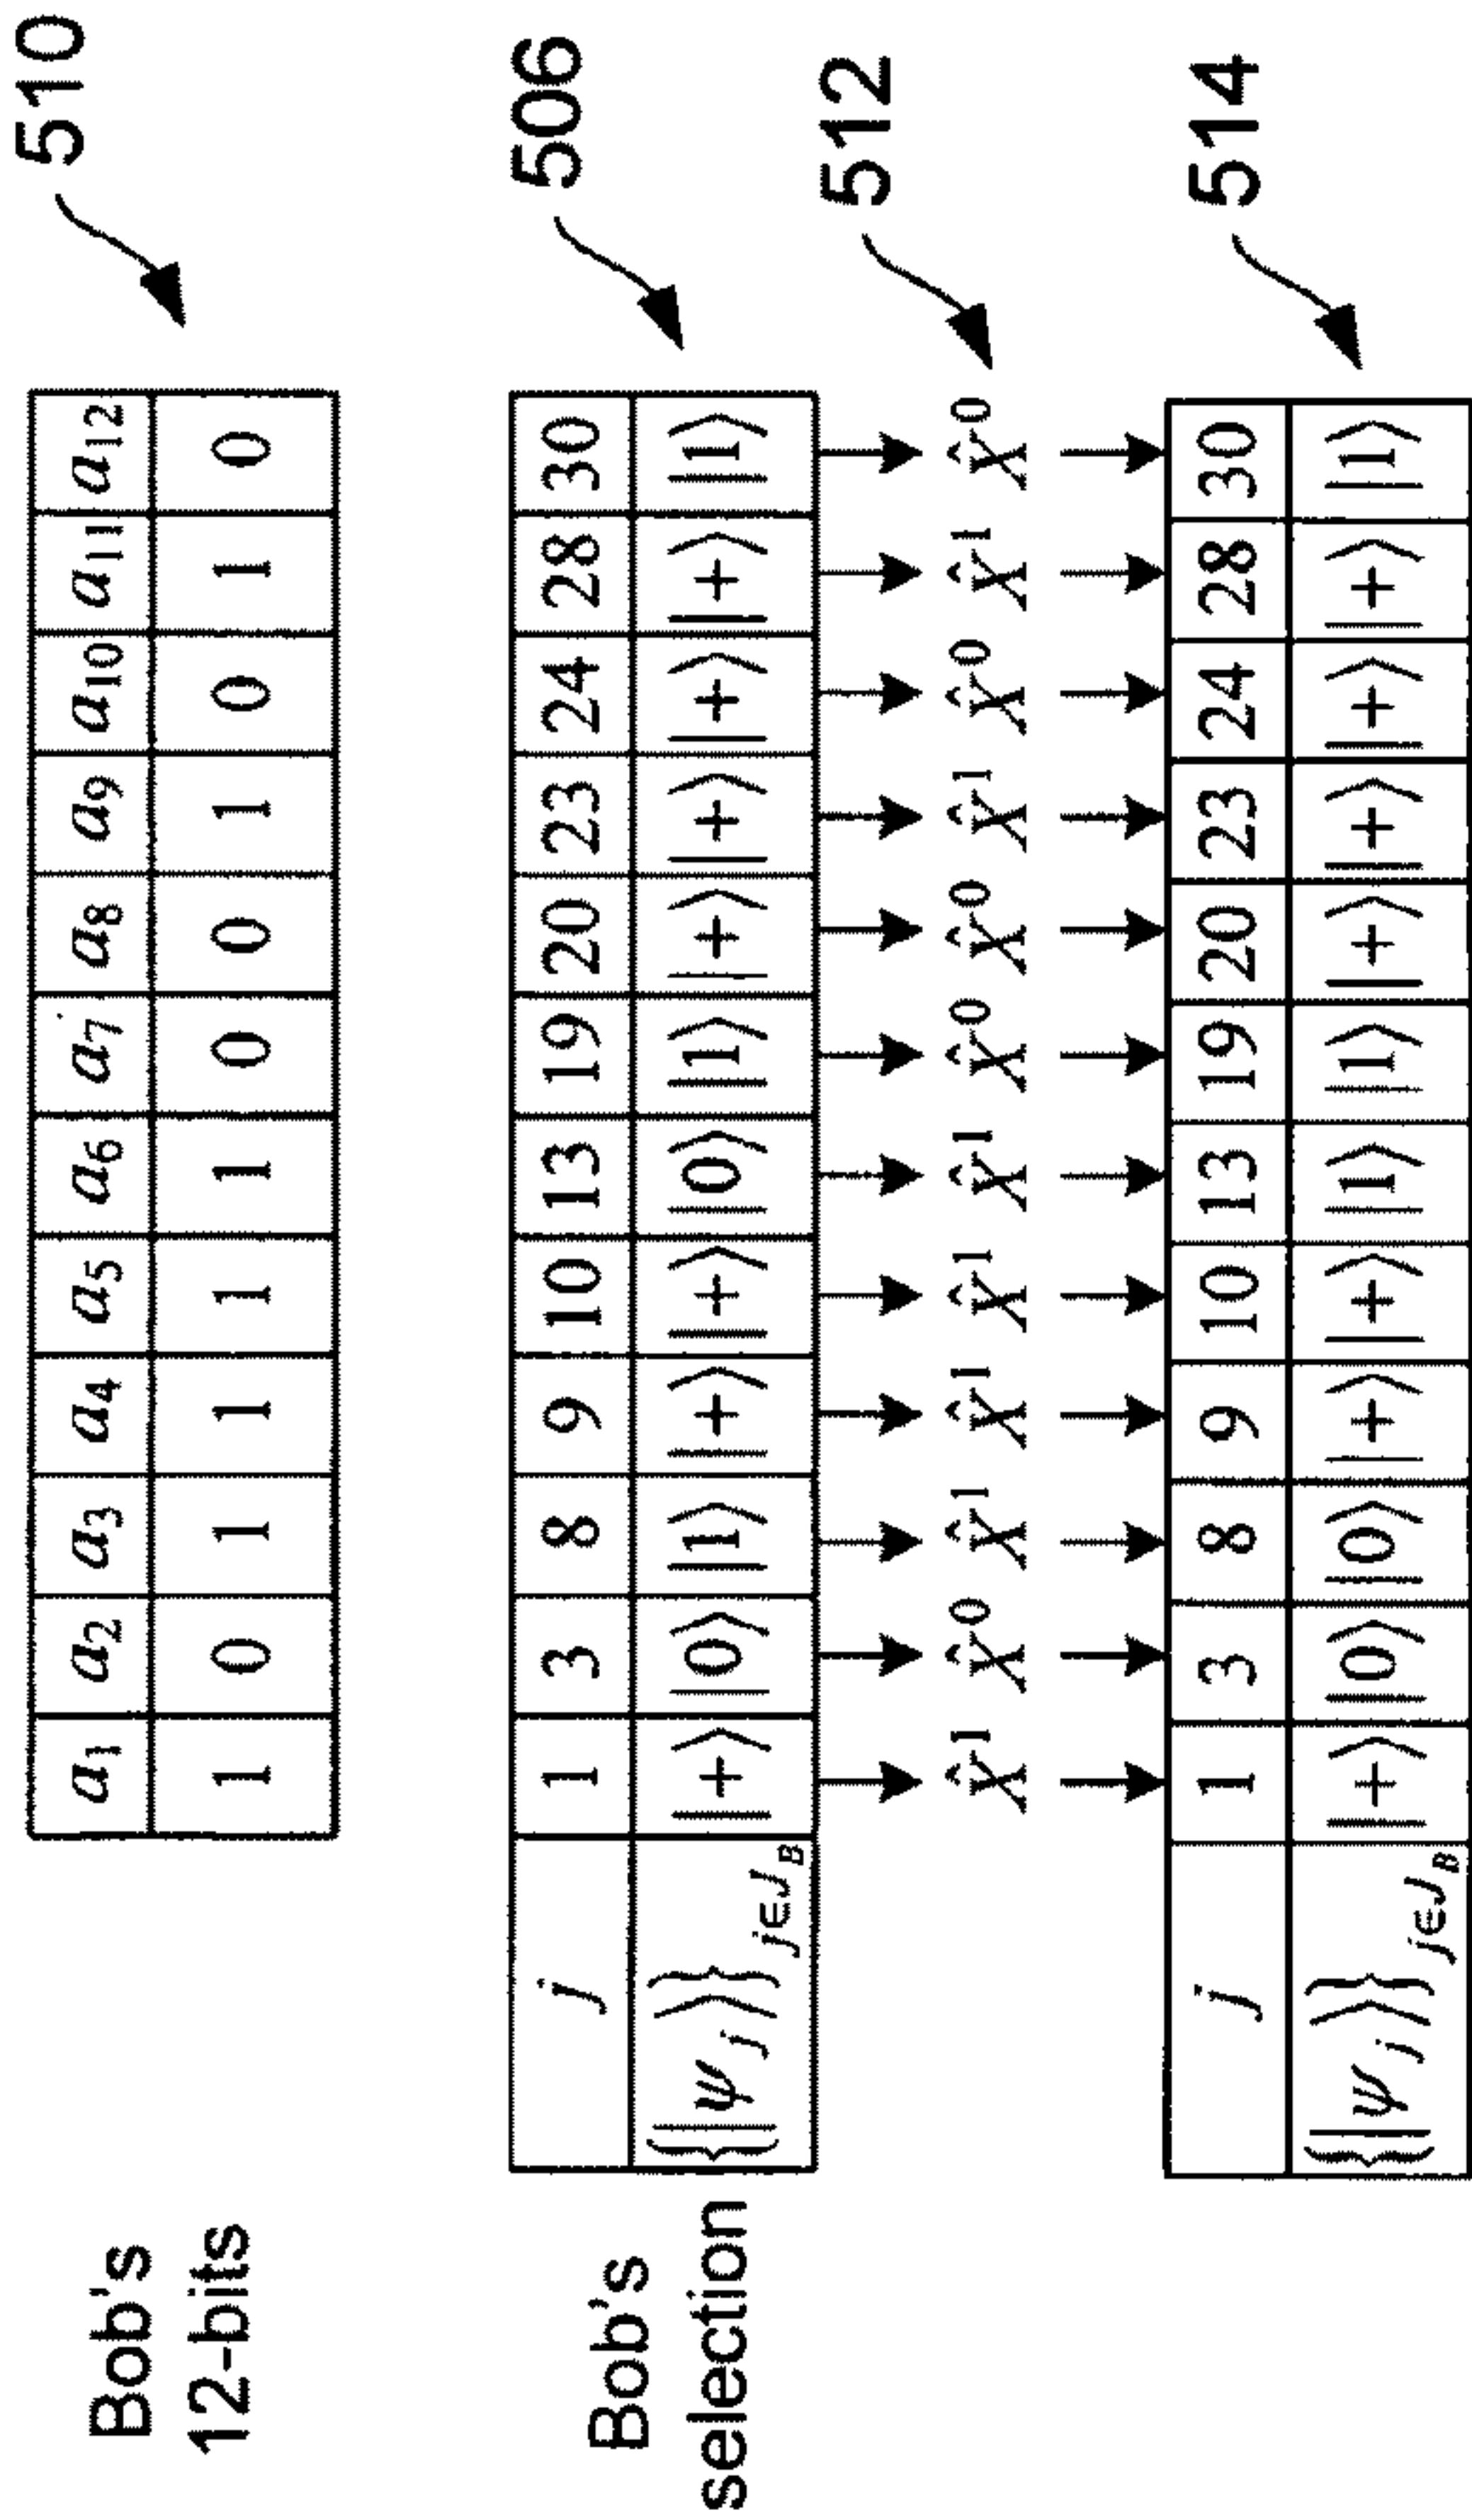 510
Bob's 12-bits
a₁ a₂ a₃ a₄ a₅ a₆ a₇ a₈ a₉ a₁₀ a₁₁ a₁₂
1 0 1 1 1 1 0 0 1 0 1 0
506
Bob's selection
j 1 3 8 9 10 13 19 20 23 24 28 30
{|ψⱼ⟩}j∈J_B |+⟩ |0⟩ |1⟩ |+⟩ |+⟩ |0⟩ |1⟩ |+⟩ |+⟩ |+⟩ |+⟩ |1⟩
512
X̂¹ X̂⁰ X̂¹ X̂¹ X̂¹ X̂¹ X̂⁰ X̂⁰ X̂¹ X̂⁰ X̂¹ X̂⁰
514
j 1 3 8 9 10 13 19 20 23 24 28 30
{|ψⱼ⟩}j∈J_B |+⟩ |0⟩ |0⟩ |+⟩ |+⟩ |1⟩ |1⟩ |+⟩ |+⟩ |+⟩ |+⟩ |1⟩